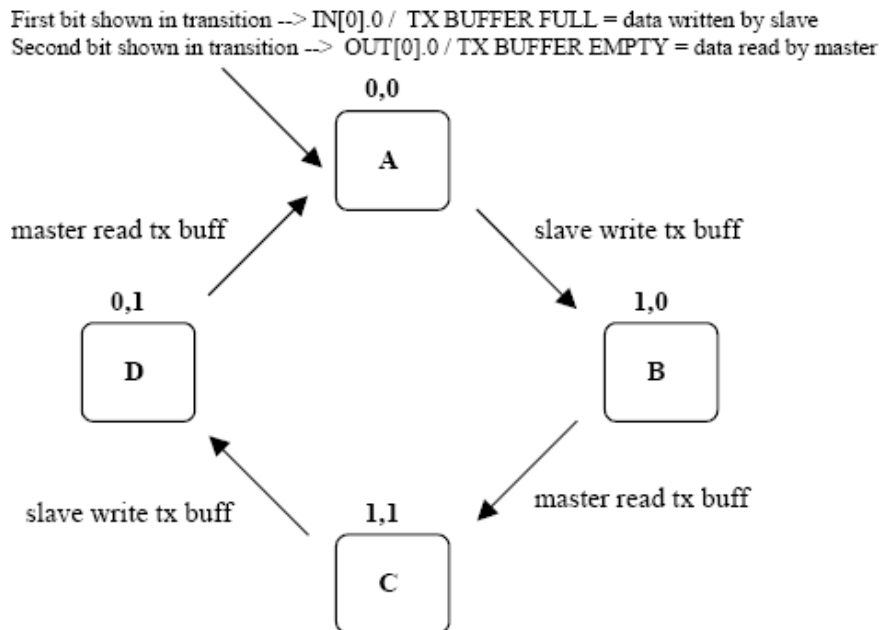 First bit shown in transition --> IN[0].0 / TX BUFFER FULL = data written by slave
Second bit shown in transition --> OUT[0].0 / TX BUFFER EMPTY = data read by master
0,0
A
master read tx buff
slave write tx buff
0,1
1,0
D
B
slave write tx buff
master read tx buff
1,1
C